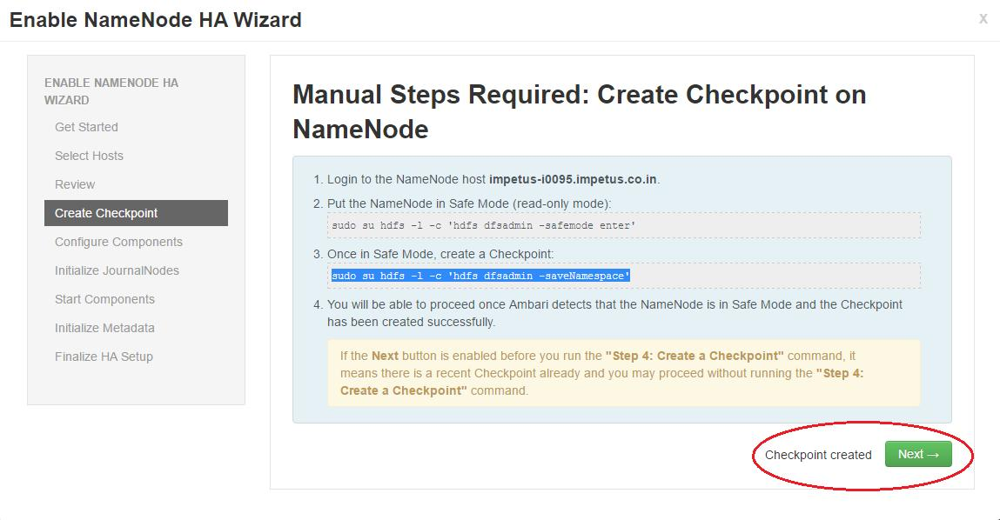 Enable NameNode HA Wizard
x
ENABLE NAMENODE HA
WIZARD
Get Started
Select Hosts
Review
Create Checkpoint
Configure Components
Initialize JournalNodes
Start Components
Initialize Metadata
Finalize HA Setup
Manual Steps Required: Create Checkpoint on
NameNode
1. Login to the NameNode host impetus-i0095.impetus.co.in.
2. Put the NameNode in Safe Mode (read-only mode):
sudo su hdfs -l -c 'hdfs dfsadmin -safemode enter'
3. Once in Safe Mode, create a Checkpoint:
sudo su hdfs -l -c 'hdfs dfsadmin -saveNamespace'
4. You will be able to proceed once Ambari detects that the NameNode is in Safe Mode and the Checkpoint
has been created successfully.
If the Next button is enabled before you run the "Step 4: Create a Checkpoint" command, it
means there is a recent Checkpoint already and you may proceed without running the "Step 4:
Create a Checkpoint" command.
Checkpoint created
Next →